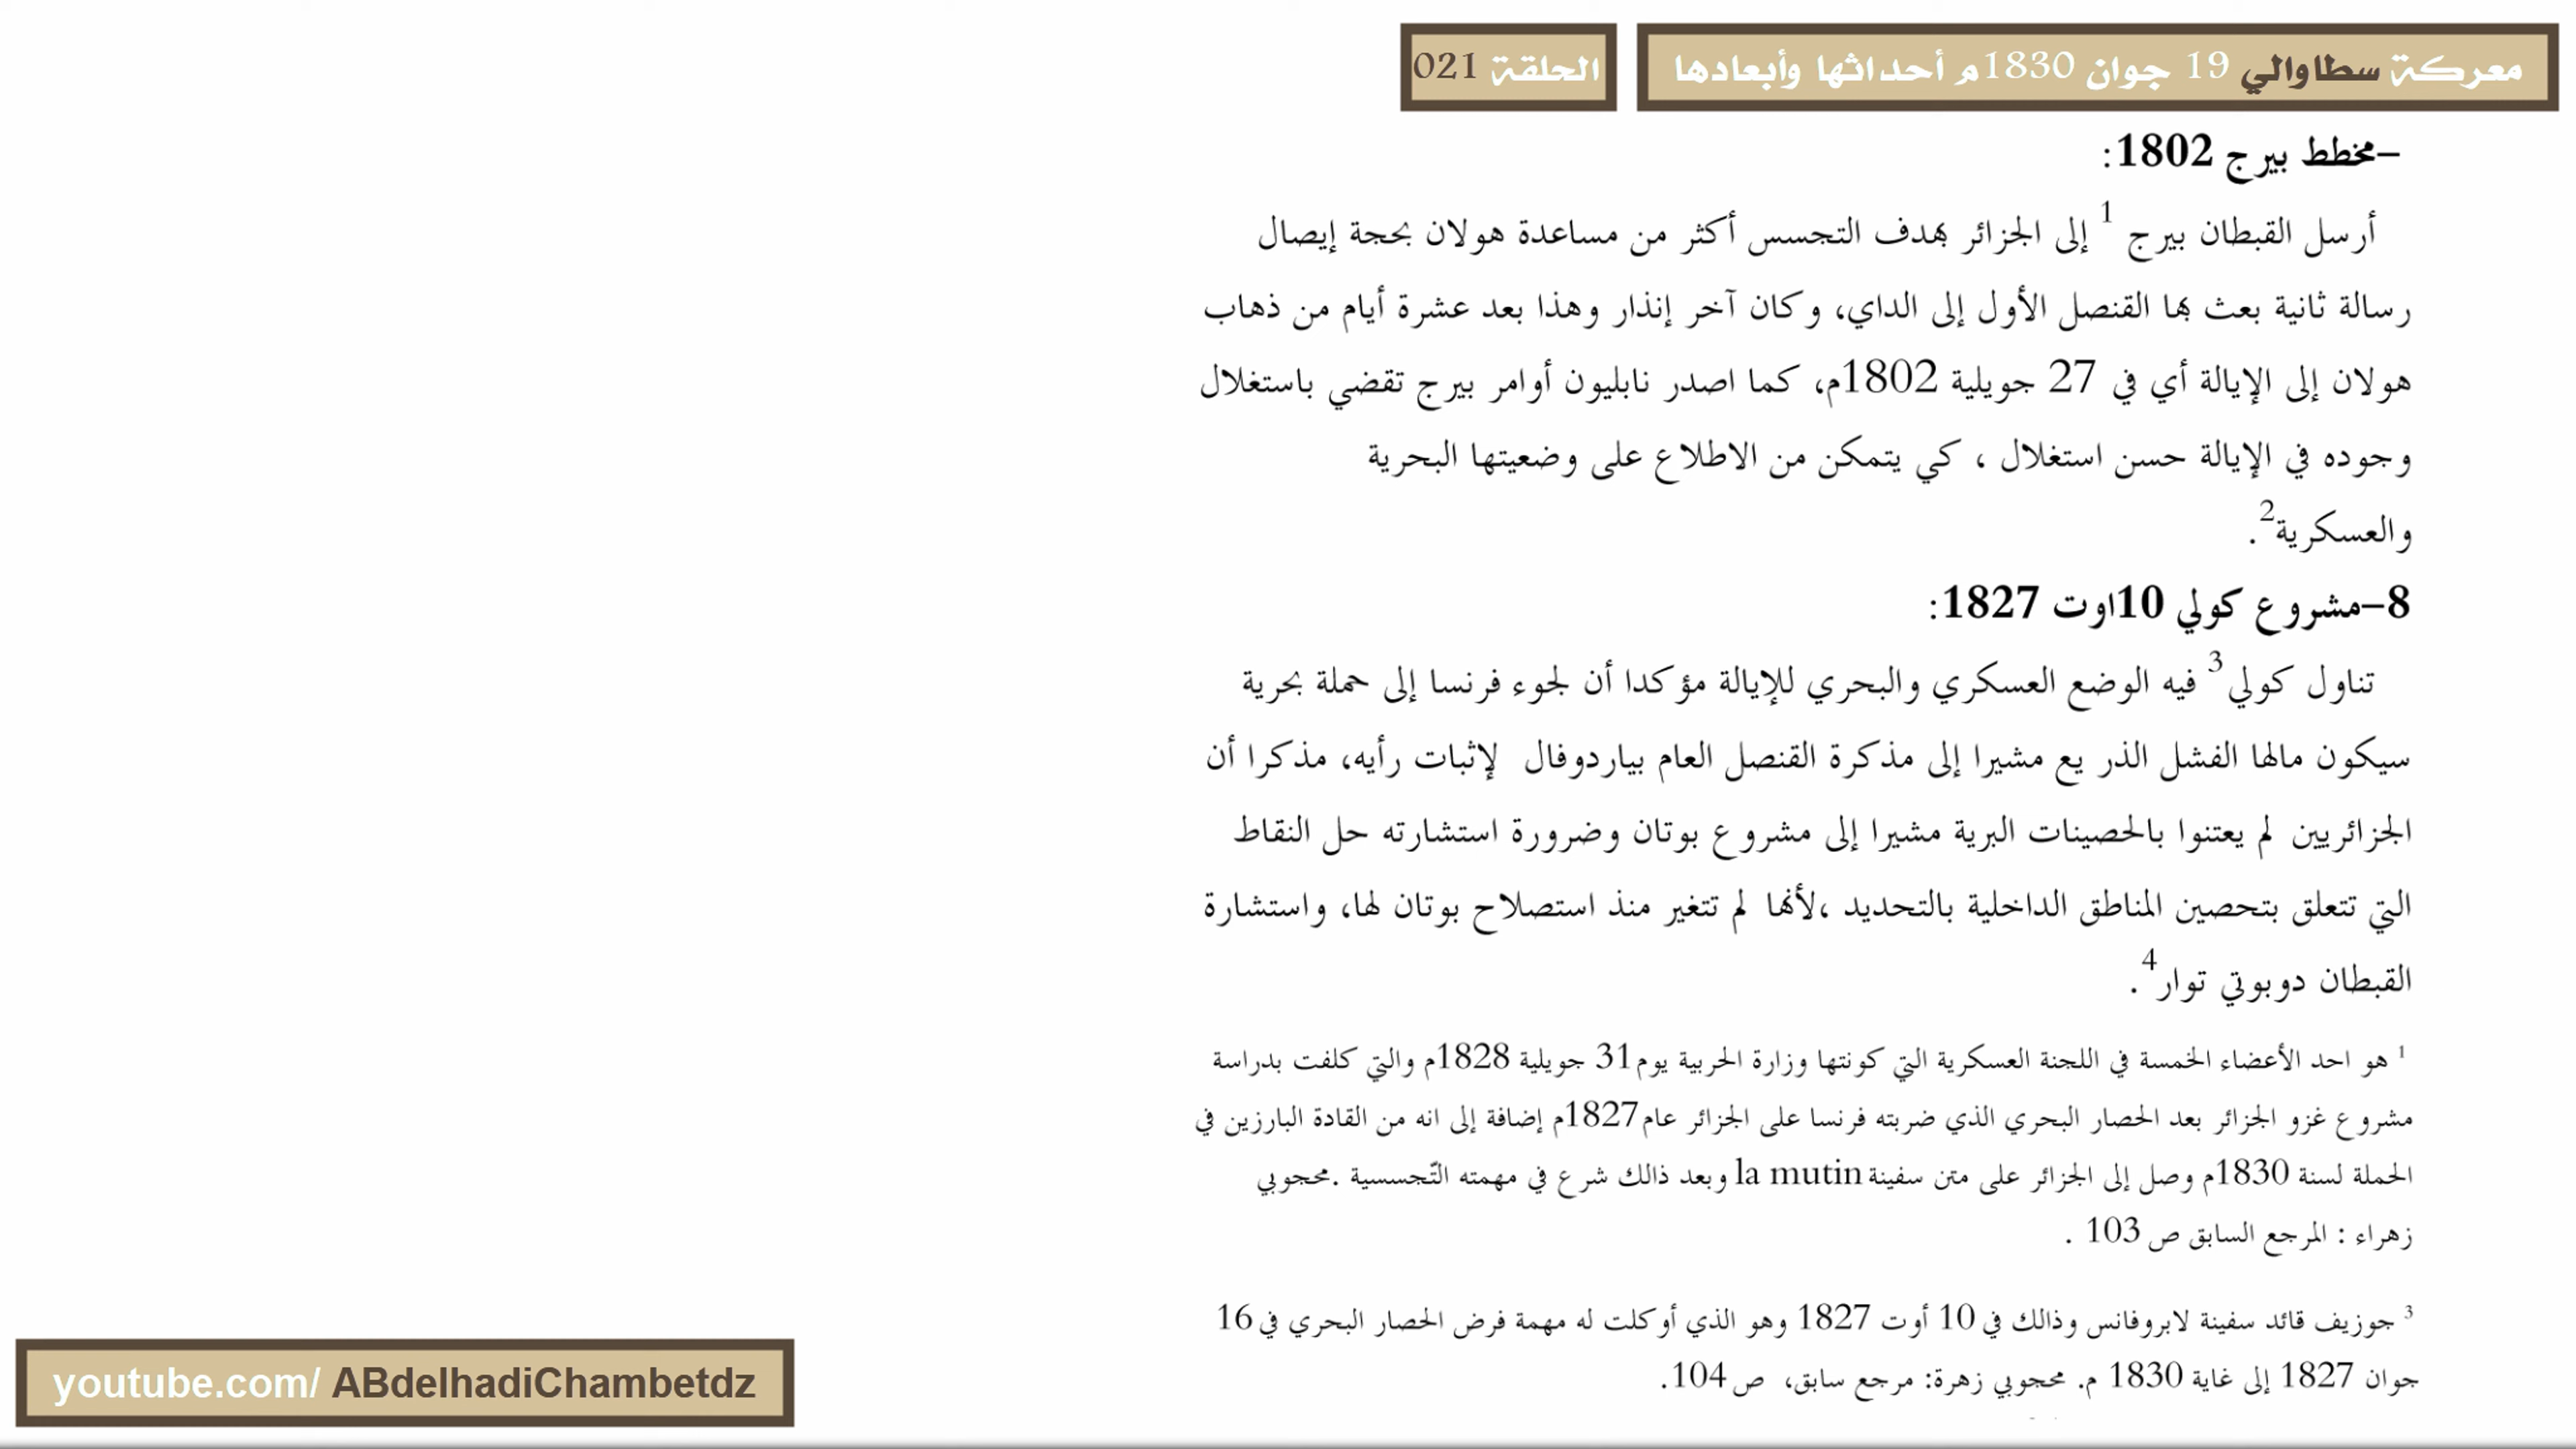 معركة سطاوالي 19 جوان 1830م أحداثها وأبعادها
الحلقة 021
–مخطط بيرج 1802:
أرسل القبطان بيرج 1 إلى الجزائر بهدف التجسس أكثر من مساعدة هولان بحجة إيصال
رسالة ثانية بعث بها القنصل الأول إلى الداي، وكان آخر إنذار وهذا بعد عشرة أيام من ذهاب
هولان إلى الإيالة أي في 27 جويلية 1802م، كما اصدر نابليون أوامر بيرج تقضي باستغلال
وجوده في الإيالة حسن استغلال ، كي يتمكن من الاطلاع على وضعيتها البحرية
والعسكرية2.
8–مشروع كولي 10اوت 1827:
تناول كولي3 فيه الوضع العسكري والبحري للإيالة مؤكدا أن لجوء فرنسا إلى حملة بحرية
سيكون مالها الفشل الذر يع مشيرا إلى مذكرة القنصل العام بياردوفال لإثبات رأيه، مذكرا أن
الجزائريين لم يعتنوا بالحصينات البرية مشيرا إلى مشروع بوتان وضرورة استشارته حل النقاط
التي تتعلق بتحصين المناطق الداخلية بالتحديد ،لأنها لم تتغير منذ استصلاح بوتان لها، واستشارة
القبطان دوبوتي توار4.
1 هو احد الأعضاء الخمسة في اللجنة العسكرية التي كونتها وزارة الحربية يوم31 جويلية 1828م والتي كلفت بدراسة
مشروع غزو الجزائر بعد الحصار البحري الذي ضربته فرنسا على الجزائر عام1827م إضافة إلى انه من القادة البارزين في
الحملة لسنة 1830م وصل إلى الجزائر على متن سفينة la mutin وبعد ذالك شرع في مهمته التّجسسية .محجوبي
زهراء : المرجع السابق ص103 .
3 جوزيف قائد سفينة لابروفانس وذالك في 10 أوت 1827 وهو الذي أوكلت له مهمة فرض الحصار البحري في 16
جوان 1827 إلى غاية 1830 م. محجوبي زهرة: مرجع سابق، ص104.
youtube.com/ ABdelhadiChambetdz